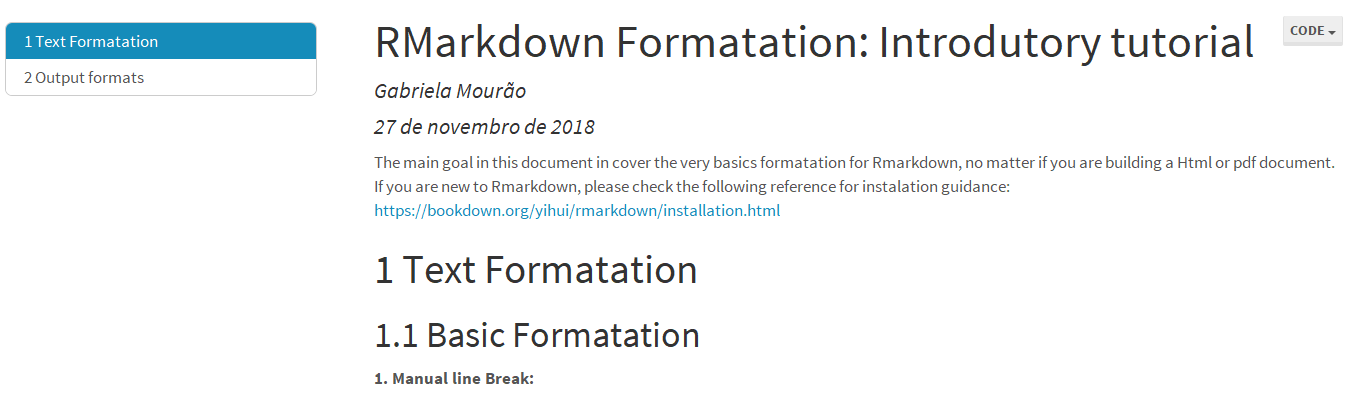 1 Text Formatation
2 Output formats
RMarkdown Formatation: Introdutory tutorial
CODE
Gabriela Mourão
27 de novembro de 2018
The main goal in this document in cover the very basics formatation for Rmarkdown, no matter if you are building a Html or pdf document.
If you are new to Rmarkdown, please check the following reference for instalation guidance:
https://bookdown.org/yihui/rmarkdown/installation.html
1 Text Formatation
1.1 Basic Formatation
1. Manual line Break: